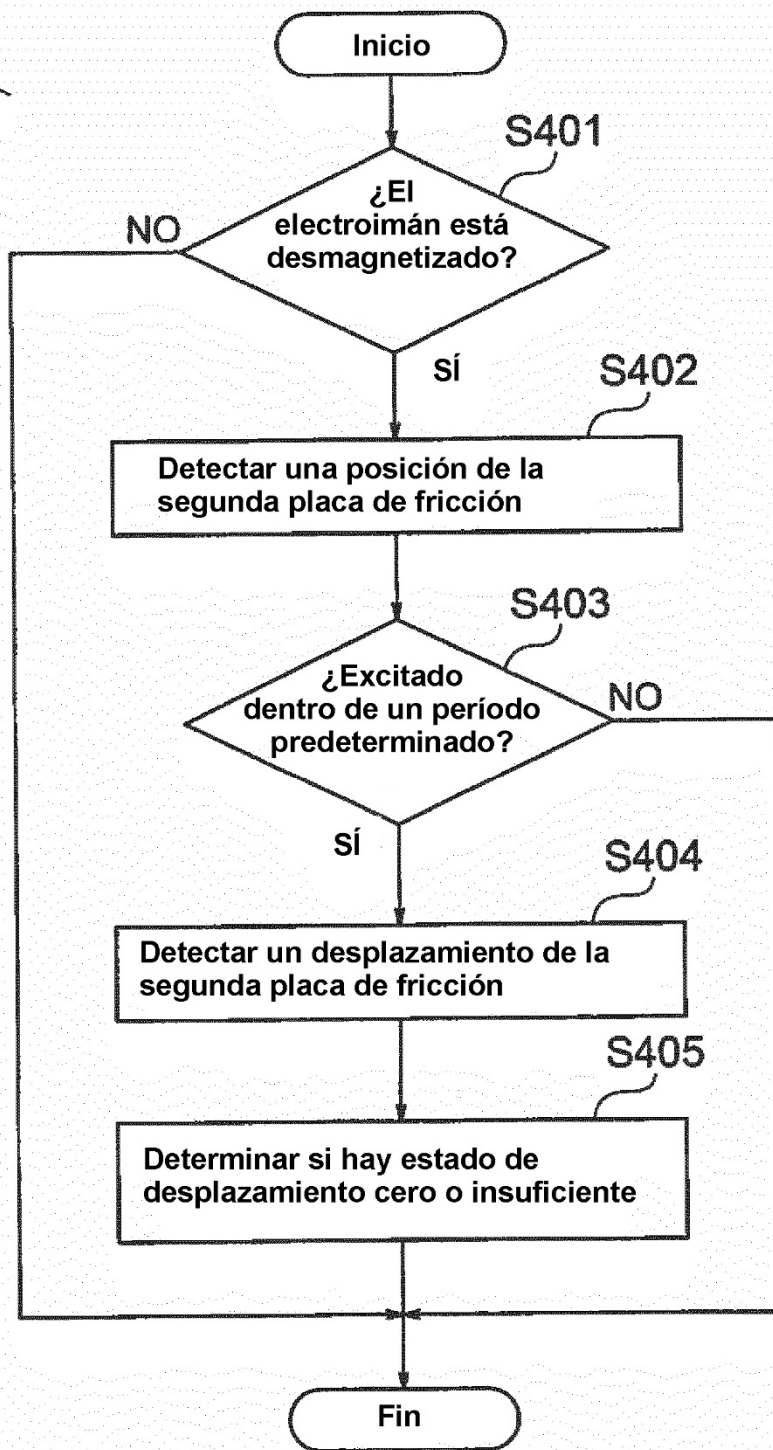 Inicio
S401
¿El
electroimán está
desmagnetizado?
NO
SÍ
S402
Detectar una posición de la
segunda placa de fricción
S403
¿Excitado
dentro de un período
predeterminado?
NO
SÍ
S404
Detectar un desplazamiento de la
segunda placa de fricción
S405
Determinar si hay estado de
desplazamiento cero o insuficiente
Fin